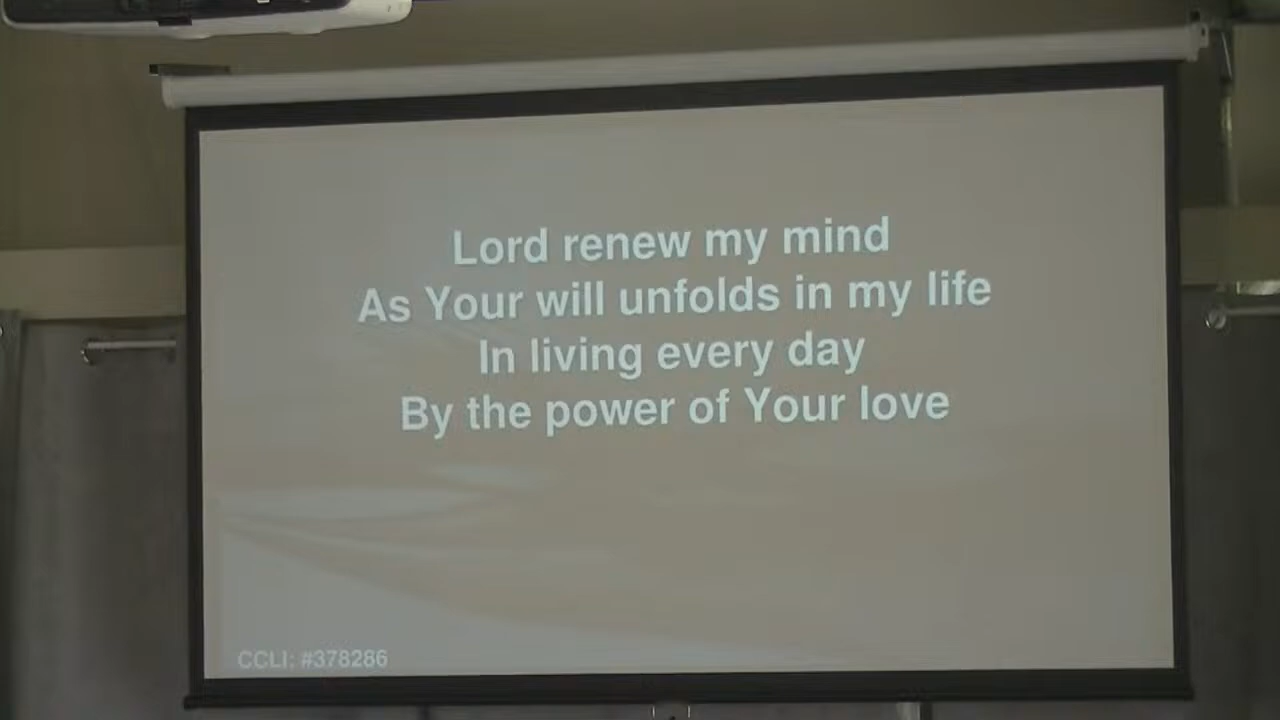 Lord renew my mind
As Your will unfolds in my life
In living every day
By the power of Your love
CCLI: #378286